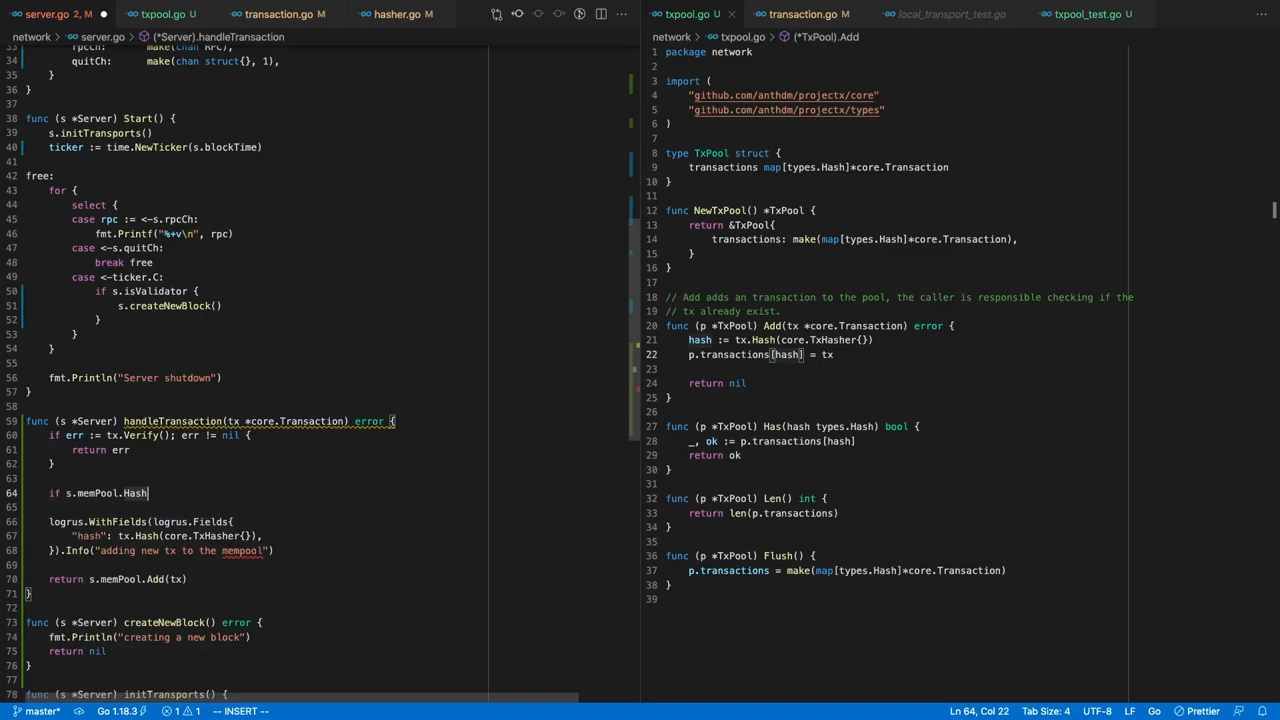 server.go 2, M
txpool.go U
transaction.go M
hasher.go M
network > server.go > (*Server).handleTransaction
33 rpcCh: make(chan RPC),
34 quitCh: make(chan struct{}, 1),
35 }
36 }
37
38 func (s *Server) Start() {
39 s.initTransports()
40 ticker := time.NewTicker(s.blockTime)
41
42 free:
43 for {
44 select {
45 case rpc := <-s.rpcCh:
46 fmt.Printf("%+v\n", rpc)
47 case <-s.quitCh:
48 break free
49 case <-ticker.C:
50 if s.isValidator {
51 s.createNewBlock()
52 }
53 }
54 }
55
56 fmt.Println("Server shutdown")
57 }
58
59 func (s *Server) handleTransaction(tx *core.Transaction) error {
60 if err := tx.Verify(); err != nil {
61 return err
62 }
63
64 if s.memPool.Hash
65
66 logrus.WithFields(logrus.Fields{
67 "hash": tx.Hash(core.TxHasher{}),
68 }).Info("adding new tx to the mempool")
69
70 return s.memPool.Add(tx)
71 }
72
73 func (s *Server) createNewBlock() error {
74 fmt.Println("creating a new block")
75 return nil
76 }
77
78 func (s *Server) initTransports() {
txpool.go U
transaction.go M
local_transport_test.go
txpool_test.go U
network > txpool.go > (*TxPool).Add
1 package network
2
3 import (
4 "github.com/anthdm/projectx/core"
5 "github.com/anthdm/projectx/types"
6 )
7
8 type TxPool struct {
9 transactions map[types.Hash]*core.Transaction
10 }
11
12 func NewTxPool() *TxPool {
13 return &TxPool{
14 transactions: make(map[types.Hash]*core.Transaction),
15 }
16 }
17
18 // Add adds an transaction to the pool, the caller is responsible checking if the
19 // tx already exist.
20 func (p *TxPool) Add(tx *core.Transaction) error {
21 hash := tx.Hash(core.TxHasher{})
22 p.transactions[hash] = tx
23
24 return nil
25 }
26
27 func (p *TxPool) Has(hash types.Hash) bool {
28 _, ok := p.transactions[hash]
29 return ok
30 }
31
32 func (p *TxPool) Len() int {
33 return len(p.transactions)
34 }
35
36 func (p *TxPool) Flush() {
37 p.transactions = make(map[types.Hash]*core.Transaction)
38 }
39
master* Go 1.18.3 1 1 -- INSERT -- Ln 64, Col 22 Tab Size: 4 UTF-8 LF Go Prettier